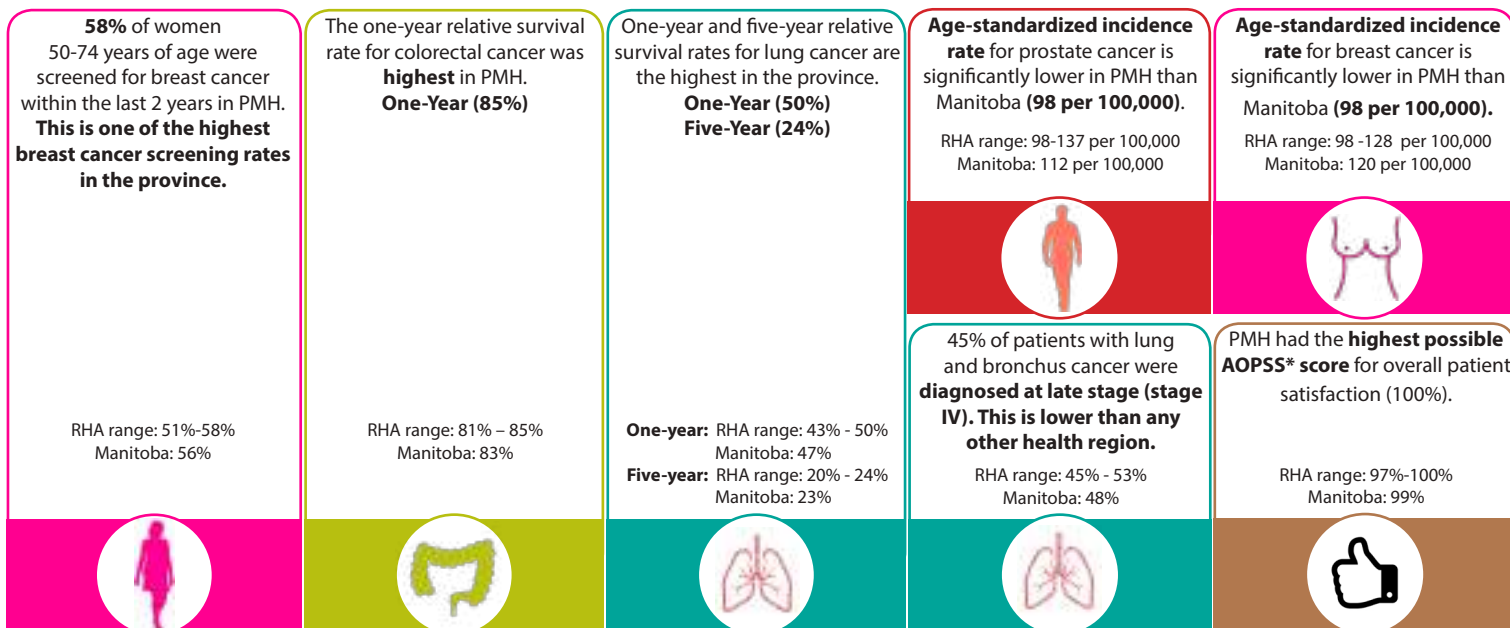 58% of women
50-74 years of age were
screened for breast cancer
within the last 2 years in PMH.
This is one of the highest
breast cancer screening rates
in the province.
RHA range: 51%-58%
Manitoba: 56%
The one-year relative survival
rate for colorectal cancer was
highest in PMH.
One-Year (85%)
RHA range: 81% – 85%
Manitoba: 83%
One-year and five-year relative
survival rates for lung cancer are
the highest in the province.
One-Year (50%)
Five-Year (24%)
One-year: RHA range: 43% - 50%
Manitoba: 47%
Five-year: RHA range: 20% - 24%
Manitoba: 23%
Age-standardized incidence
rate for prostate cancer is
significantly lower in PMH than
Manitoba (98 per 100,000).
RHA range: 98-137 per 100,000
Manitoba: 112 per 100,000
Age-standardized incidence
rate for breast cancer is
significantly lower in PMH than
Manitoba (98 per 100,000).
RHA range: 98 -128 per 100,000
Manitoba: 120 per 100,000
45% of patients with lung
and bronchus cancer were
diagnosed at late stage (stage
IV). This is lower than any
other health region.
RHA range: 45% - 53%
Manitoba: 48%
PMH had the highest possible
AOPSS* score for overall patient
satisfaction (100%).
RHA range: 97%-100%
Manitoba: 99%